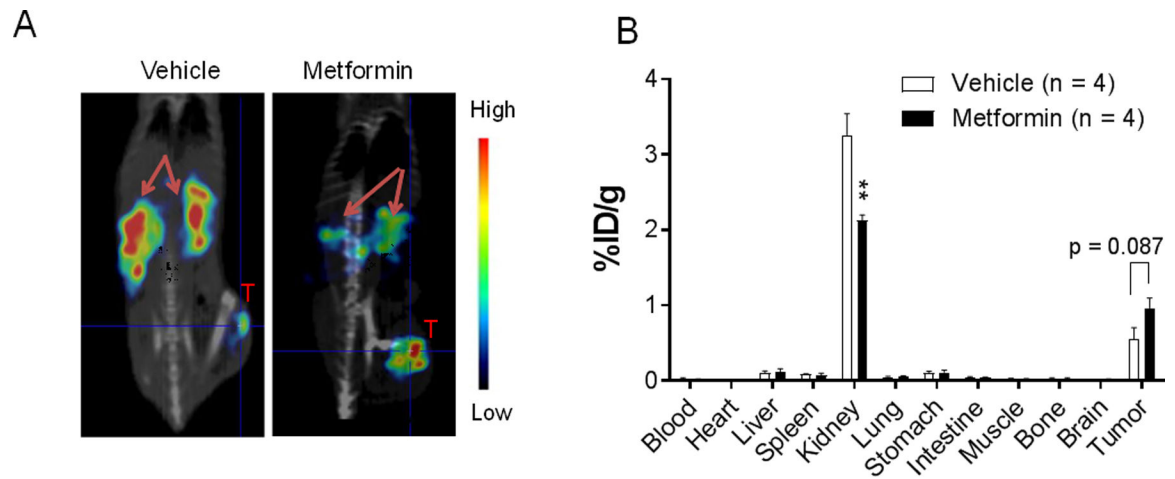 A
Vehicle
Metformin
High
Low
T
T
B
Vehicle (n = 4)
Metformin (n = 4)
%ID/g
4
3
2
1
0
**
p = 0.087
Blood
Heart
Liver
Spleen
Kidney
Lung
Stomach
Intestine
Muscle
Bone
Brain
Tumor